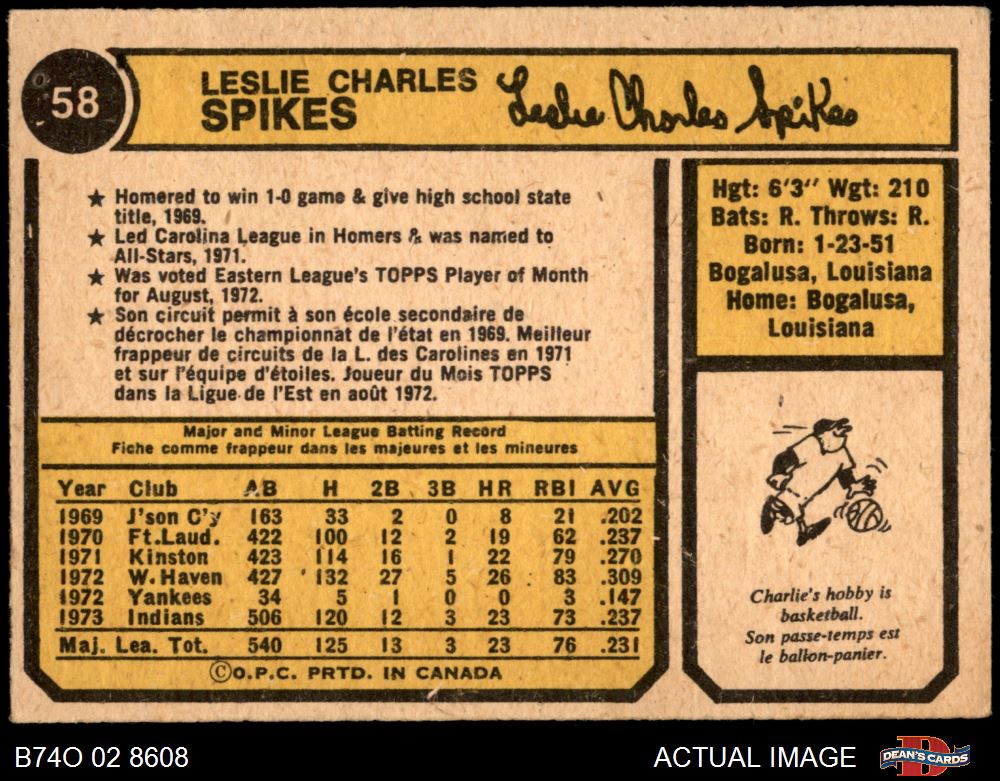 58
LESLIE CHARLES
SPIKES
Leslie Charles Spikes
★ Homered to win 1-0 game & give high school state
title, 1969.
★ Led Carolina League in Homers & was named to
All-Stars, 1971.
★ Was voted Eastern League's TOPPS Player of Month
for August, 1972.
★ Son circuit permit à son école secondaire de
décrocher le championnat de l'état en 1969. Meilleur
frappeur de circuits de la L. des Carolines en 1971
et sur l'équipe d'étoiles. Joueur du Mois TOPPS
dans la Ligue de l'Est en août 1972.
Hgt: 6'3" Wgt: 210
Bats: R. Throws: R.
Born: 1-23-51
Bogalusa, Louisiana
Home: Bogalusa,
Louisiana
Major and Minor League Batting Record
Fiche comme frappeur dans les majeures et les mineures
Year Club AB H 2B 3B HR RBI AVG
1969 J'son C'y 163 33 2 0 8 21 .202
1970 Ft.Laud. 422 100 12 2 19 62 .237
1971 Kinston 423 114 16 1 22 79 .270
1972 W.Haven 427 132 27 5 26 83 .309
1972 Yankees 34 5 1 0 0 3 .147
1973 Indians 506 120 12 3 23 73 .237
Maj. Lea. Tot. 540 125 13 3 23 76 .231
©O.P.C. PRTD. IN CANADA
Charlie's hobby is
basketball.
Son passe-temps est
le ballon-panier.
B74O 02 8608
ACTUAL IMAGE
DEAN'S CARDS